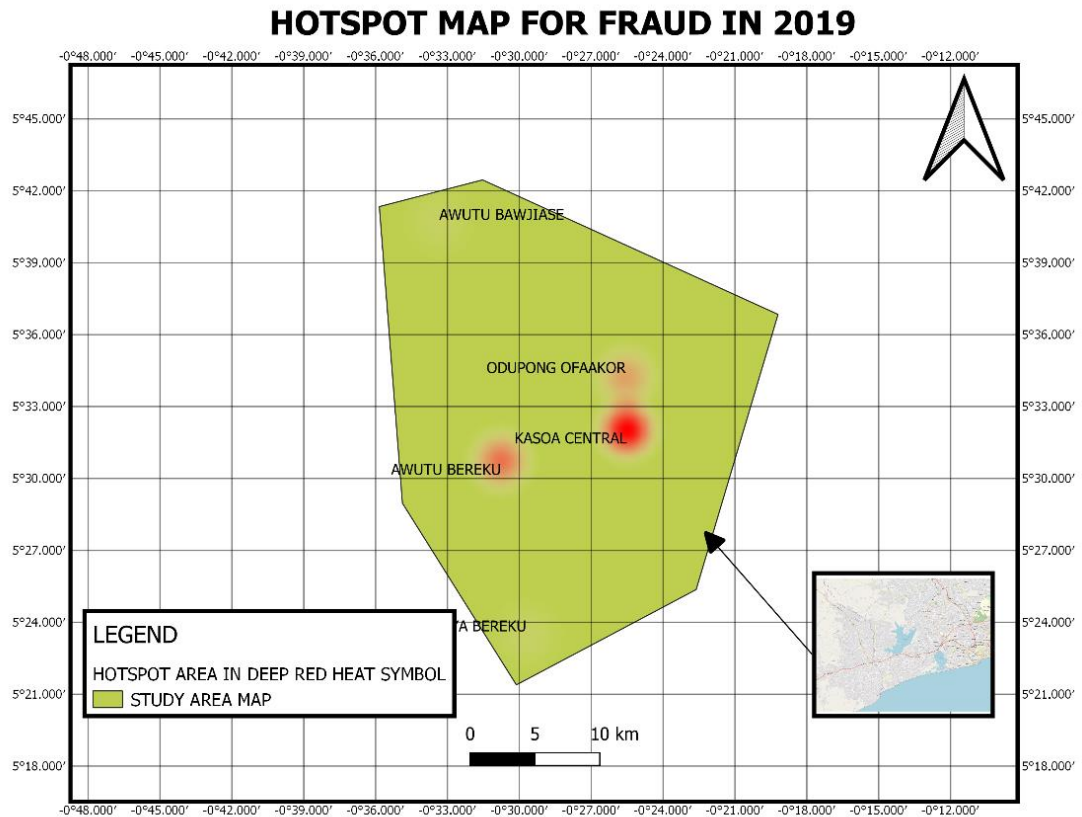 HOTSPOT MAP FOR FRAUD IN 2019
-0°48.000' -0°45.000' -0°42.000' -0°39.000' -0°36.000' -0°33.000' -0°30.000' -0°27.000' -0°24.000' -0°21.000' -0°18.000' -0°15.000' -0°12.000'
5°45.000' 5°45.000'
5°42.000' 5°42.000'
AWUTU BAWJIASE
5°39.000' 5°39.000'
5°36.000' 5°36.000'
ODUPONG OFAAKOR
5°33.000' 5°33.000'
KASOA CENTRAL
AWUTU BEREKU
5°30.000' 5°30.000'
5°27.000' 5°27.000'
5°24.000' 5°24.000'
YA BEREKU
LEGEND
HOTSPOT AREA IN DEEP RED HEAT SYMBOL
STUDY AREA MAP
5°21.000' 5°21.000'
0 5 10 km
5°18.000' 5°18.000'
-0°48.000' -0°45.000' -0°42.000' -0°39.000' -0°36.000' -0°33.000' -0°30.000' -0°27.000' -0°24.000' -0°21.000' -0°18.000' -0°15.000' -0°12.000'